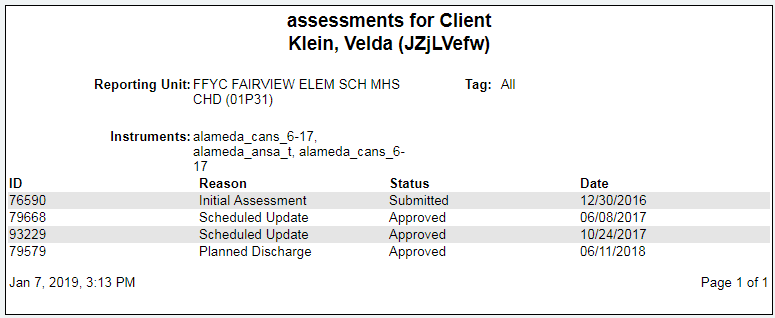 assessments for Client
Klein, Velda (JZjLVefw)
Reporting Unit: FFYC FAIRVIEW ELEM SCH MHS Tag: All
CHD (01P31)
Instruments: alameda_cans_6-17,
alameda_ansa_t, alameda_cans_6-
17
ID Reason Status Date
76590 Initial Assessment Submitted 12/30/2016
79668 Scheduled Update Approved 06/08/2017
93229 Scheduled Update Approved 10/24/2017
79579 Planned Discharge Approved 06/11/2018
Jan 7, 2019, 3:13 PM Page 1 of 1